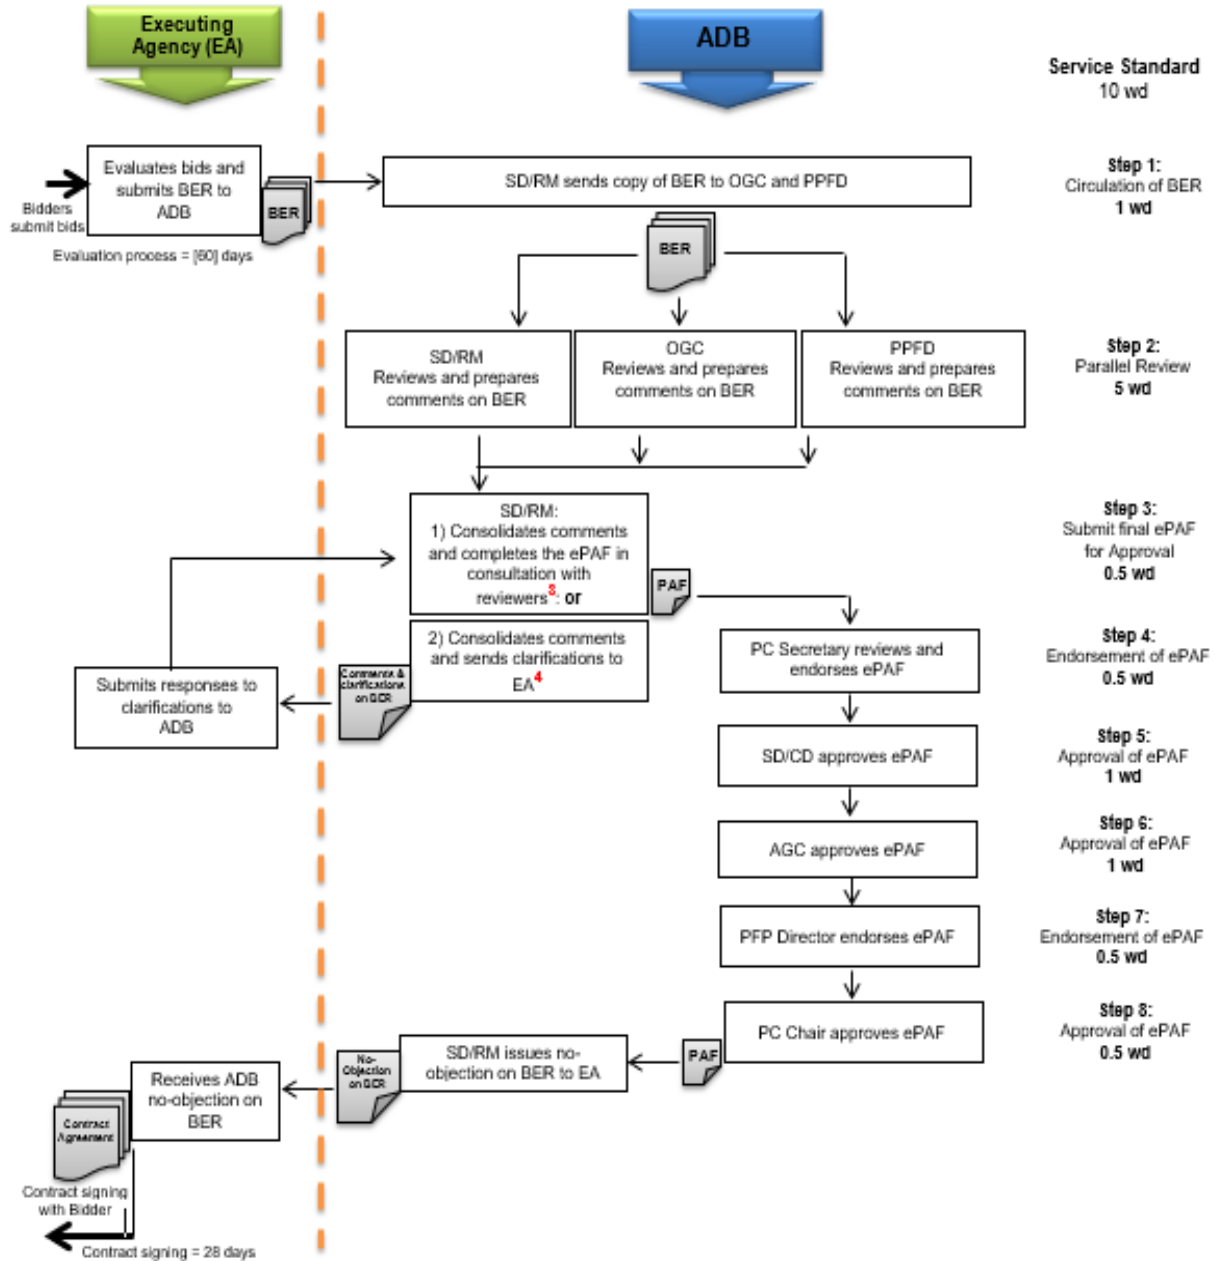 Executing
Agency (EA)
ADB
Service Standard
10 wd
Evaluates bids and
submits BER to
ADB
BER
Bidders
submit bids
Evaluation process = [60] days
SD/RM sends copy of BER to OGC and PPFD
Step 1:
Circulation of BER
1 wd
BER
SD/RM
Reviews and prepares
comments on BER
OGC
Reviews and prepares
comments on BER
PPFD
Reviews and prepares
comments on BER
Step 2:
Parallel Review
5 wd
SD/RM:
1) Consolidates comments
and completes the ePAF in
consultation with
reviewers3: or
PAF
Step 3:
Submit final ePAF
for Approval
0.5 wd
2) Consolidates comments
and sends clarifications to
EA4
Comments &
clarifications
on BER
Submits responses to
clarifications to
ADB
PC Secretary reviews and
endorses ePAF
Step 4:
Endorsement of ePAF
0.5 wd
SD/CD approves ePAF
Step 5:
Approval of ePAF
1 wd
AGC approves ePAF
Step 6:
Approval of ePAF
1 wd
PFP Director endorses ePAF
Step 7:
Endorsement of ePAF
0.5 wd
PC Chair approves ePAF
Step 8:
Approval of ePAF
0.5 wd
PAF
SD/RM issues no-
objection on BER to EA
No-
Objection
on BER
Receives ADB
no-objection on
BER
Contract
Agreement
Contract signing
with Bidder
Contract signing = 28 days